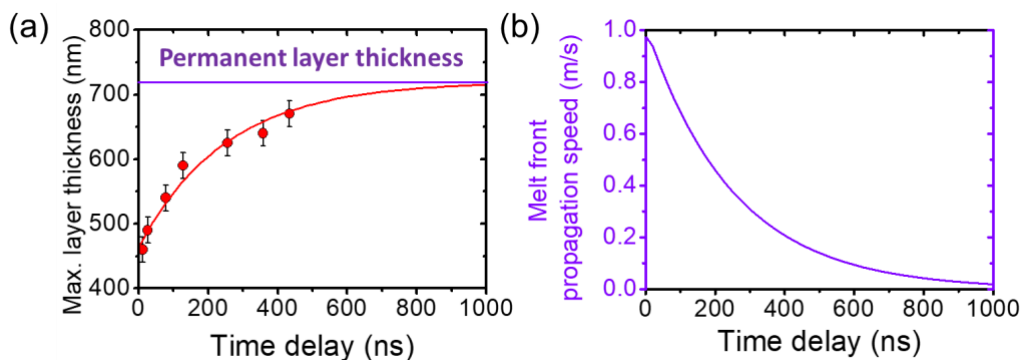 (a)
Permanent layer thickness
Max. layer thickness (nm)
800
700
600
500
400
0 200 400 600 800 1000
Time delay (ns)
(b)
Melt front
propagation speed (m/s)
1.0
0.8
0.6
0.4
0.2
0.0
0 200 400 600 800 1000
Time delay (ns)